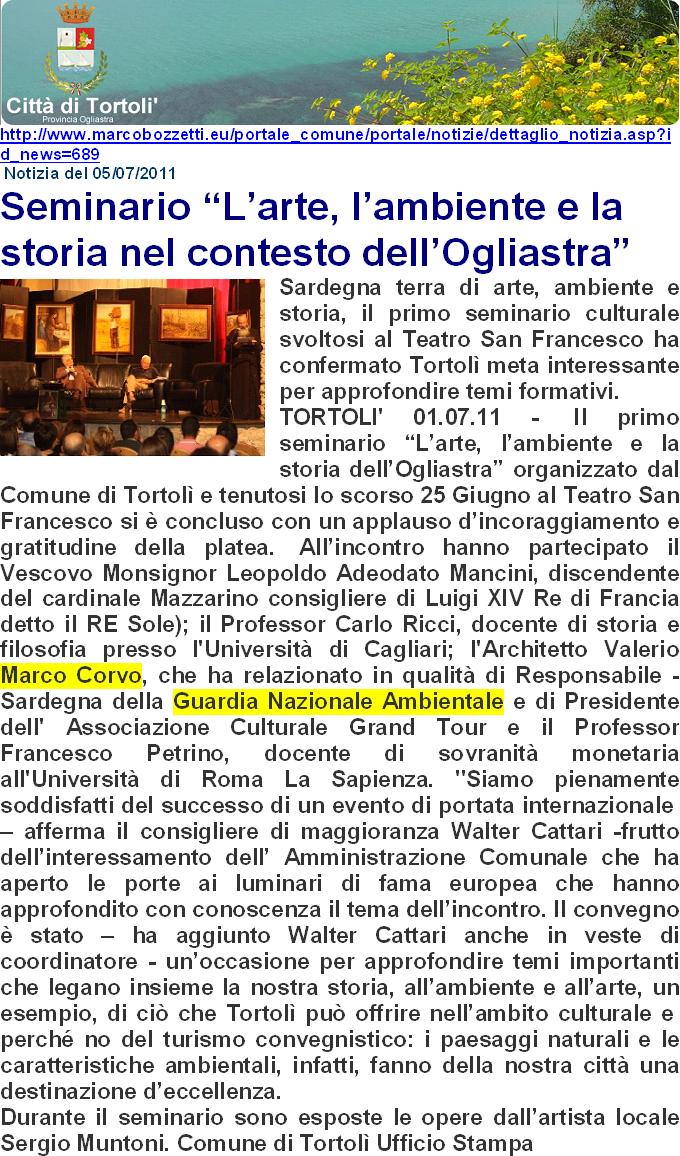 Città di Tortoli'
Provincia Ogliastra
http://www.marcobozzetti.eu/portale_comune/portale/notizie/dettaglio_notizia.asp?i
d_news=689
Notizia del 05/07/2011
Seminario “L’arte, l’ambiente e la
storia nel contesto dell’Ogliastra”
Sardegna terra di arte, ambiente e
storia, il primo seminario culturale
svoltosi al Teatro San Francesco ha
confermato Tortolì meta interessante
per approfondire temi formativi.
TORTOLI' 01.07.11 - Il primo
seminario “L’arte, l’ambiente e la
storia dell’Ogliastra” organizzato dal
Comune di Tortolì e tenutosi lo scorso 25 Giugno al Teatro San
Francesco si è concluso con un applauso d’incoraggiamento e
gratitudine della platea. All’incontro hanno partecipato il
Vescovo Monsignor Leopoldo Adeodato Mancini, discendente
del cardinale Mazzarino consigliere di Luigi XIV Re di Francia
detto il RE Sole); il Professor Carlo Ricci, docente di storia e
filosofia presso l'Università di Cagliari; l'Architetto Valerio
Marco Corvo, che ha relazionato in qualità di Responsabile -
Sardegna della Guardia Nazionale Ambientale e di Presidente
dell' Associazione Culturale Grand Tour e il Professor
Francesco Petrino, docente di sovranità monetaria
all'Università di Roma La Sapienza. "Siamo pienamente
soddisfatti del successo di un evento di portata internazionale
– afferma il consigliere di maggioranza Walter Cattari -frutto
dell’interessamento dell’ Amministrazione Comunale che ha
aperto le porte ai luminari di fama europea che hanno
approfondito con conoscenza il tema dell’incontro. Il convegno
è stato – ha aggiunto Walter Cattari anche in veste di
coordinatore - un’occasione per approfondire temi importanti
che legano insieme la nostra storia, all’ambiente e all’arte, un
esempio, di ciò che Tortolì può offrire nell’ambito culturale e
perché no del turismo convegnistico: i paesaggi naturali e le
caratteristiche ambientali, infatti, fanno della nostra città una
destinazione d’eccellenza.
Durante il seminario sono esposte le opere dall’artista locale
Sergio Muntoni. Comune di Tortolì Ufficio Stampa